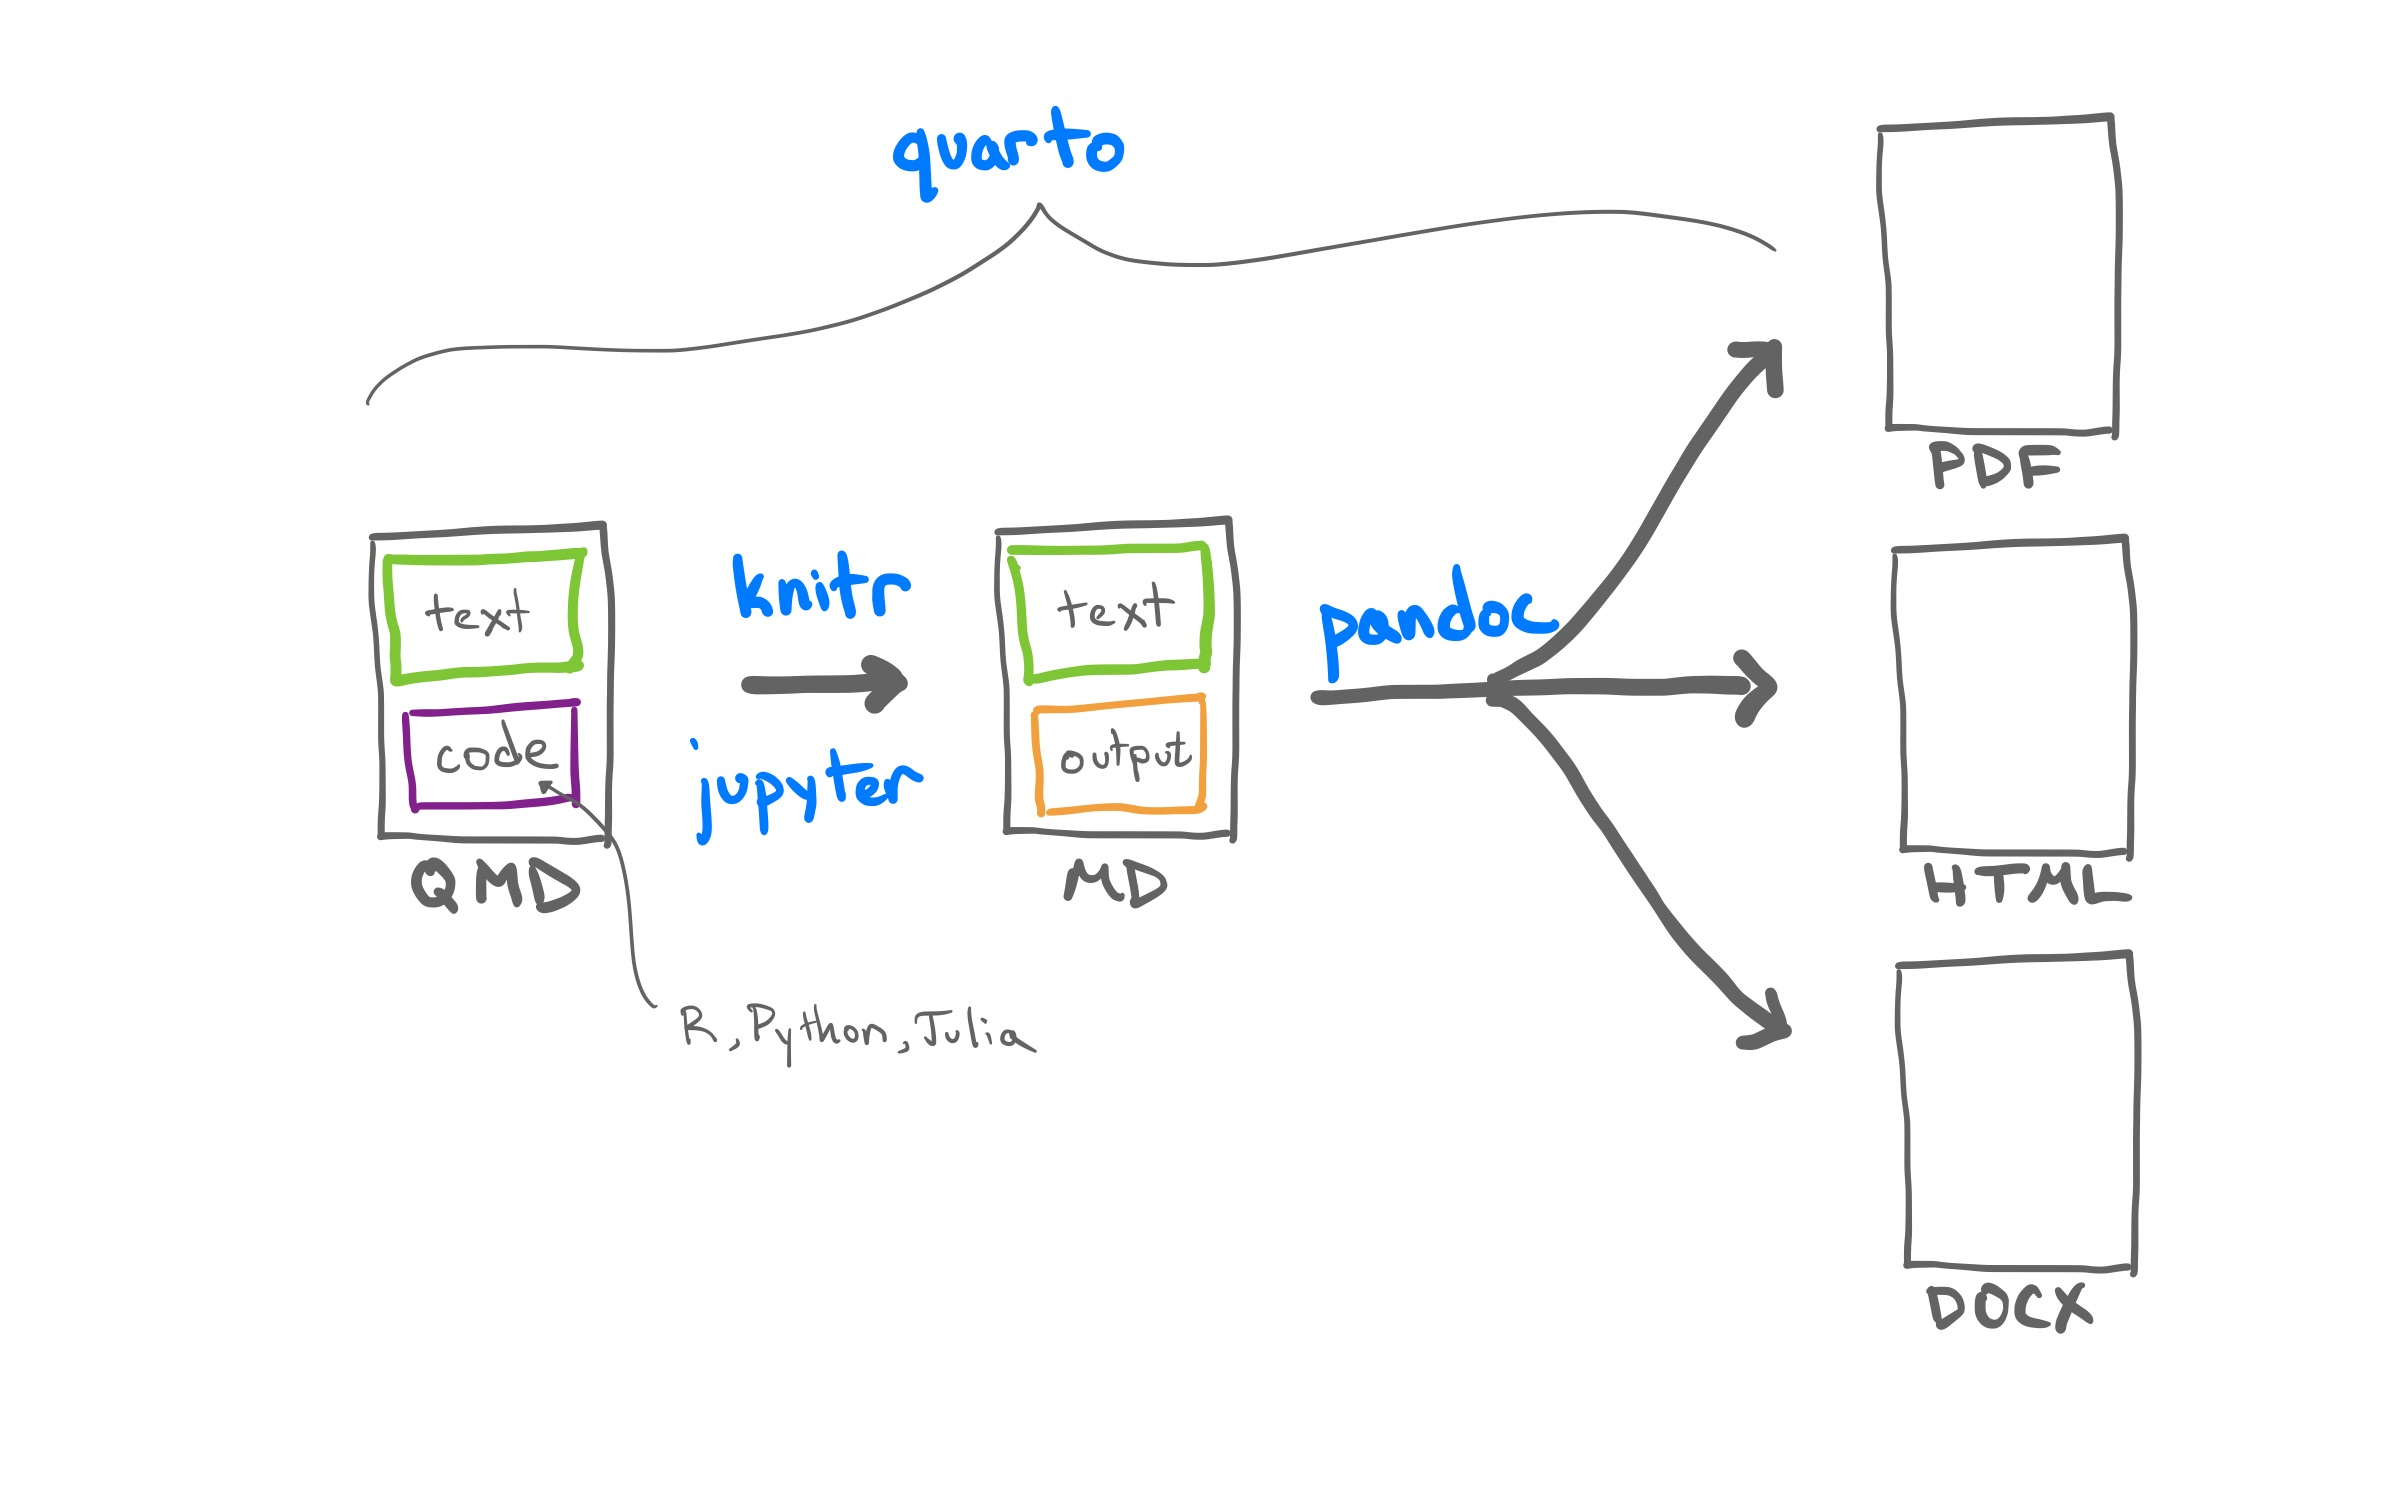 quarto
PDF
text
code
QMD
knitr
jupyter
text
output
MD
pandoc
HTML
R, Python, Julia
DOCX